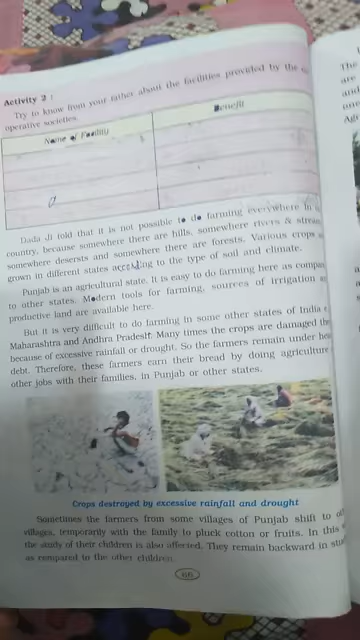 Activity 2 :
Try to know from your father about the facilities provided by the
operative societies.
Name of Facility
Benefit
Dada Ji told that it is not possible to do farming everywhere in
country, because somewhere there are hills, somewhere rivers &
somewhere deserts and somewhere there are forests. Various crops
grown in different states according to the type of soil and climate.
Punjab is an agricultural state. It is easy to do farming here as
to other states. Modern tools for farming, sources of irrigation
productive land are available here.
But it is very difficult to do farming in some other states of India
Maharashtra and Andhra Pradesh. Many times the crops are damaged
because of excessive rainfall or drought. So the farmers remain under
debt. Therefore, these farmers earn their bread by doing agriculture
other jobs with their families, in Punjab or other states.
Crops destroyed by excessive rainfall and drought
Sometimes the farmers from some villages of Punjab shift to
villages, temporarily with the family to pluck cotton or fruits. In this
the study of their children is also affected. They remain backward in
as compared to the other children.
66
The
are
and